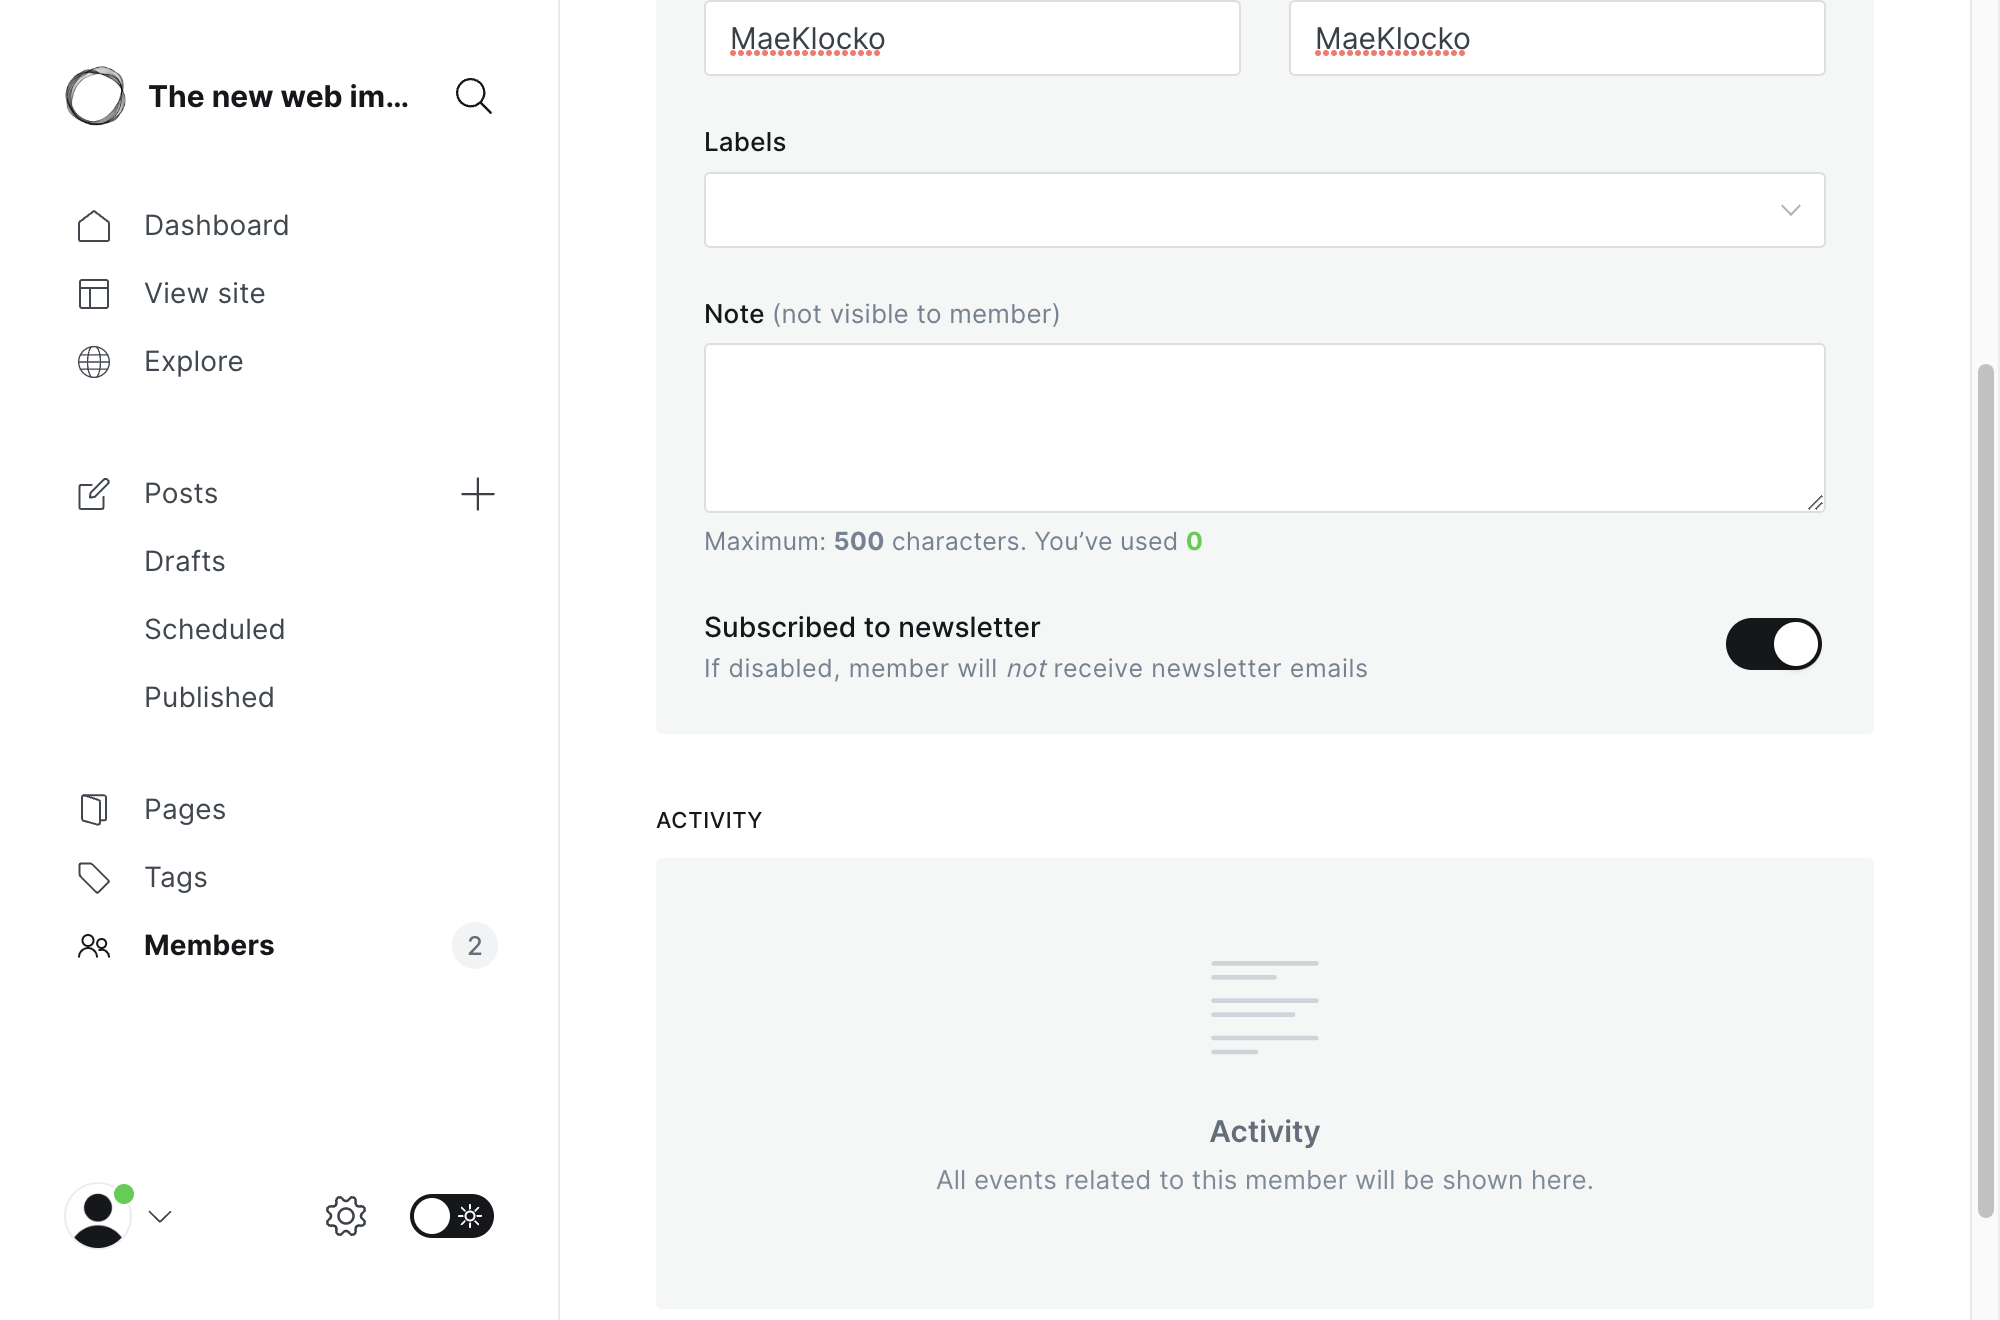 The new web im...
Dashboard
View site
Explore
Posts
Drafts
Scheduled
Published
Pages
Tags
Members 2
MaeKlocko MaeKlocko
Labels
Note (not visible to member)
Maximum: 500 characters. You’ve used 0
Subscribed to newsletter
If disabled, member will not receive newsletter emails
ACTIVITY
Activity
All events related to this member will be shown here.